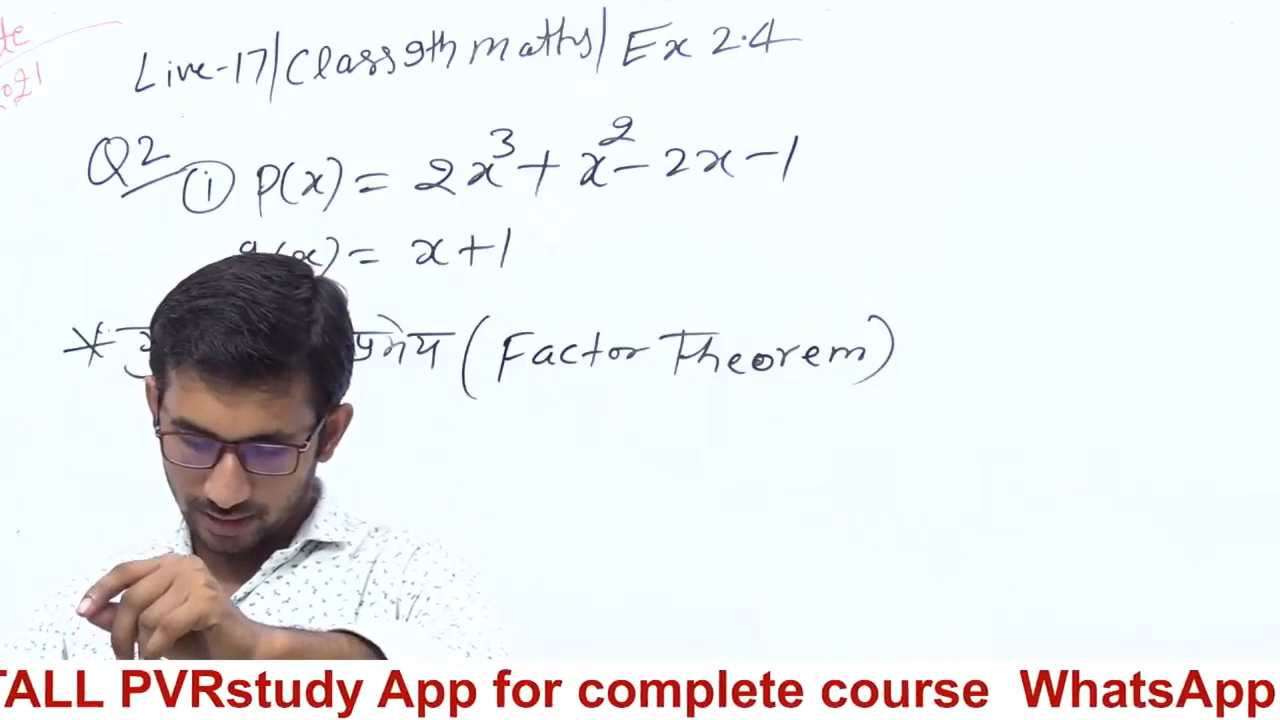 Live-17/Class 9th maths/ Ex 2.4
Q2 (i) p(x) = 2x³ + x² - 2x - 1
= x + 1
* प्रमेय (Factor Theorem)
TALL PVRstudy App for complete course WhatsApp